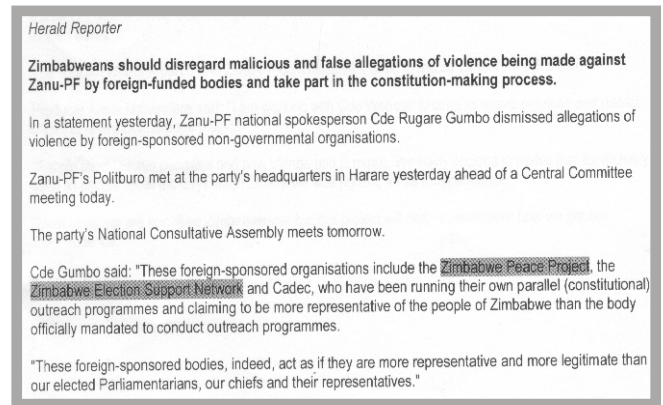 Herald Reporter
Zimbabweans should disregard malicious and false allegations of violence being made against
Zanu-PF by foreign-funded bodies and take part in the constitution-making process.
In a statement yesterday, Zanu-PF national spokesperson Cde Rugare Gumbo dismissed allegations of
violence by foreign-sponsored non-governmental organisations.
Zanu-PF's Politburo met at the party's headquarters in Harare yesterday ahead of a Central Committee
meeting today.
The party's National Consultative Assembly meets tomorrow.
Cde Gumbo said: "These foreign-sponsored organisations include the Zimbabwe Peace Project, the
Zimbabwe Election Support Network and Cadec, who have been running their own parallel (constitutional)
outreach programmes and claiming to be more representative of the people of Zimbabwe than the body
officially mandated to conduct outreach programmes.
"These foreign-sponsored bodies, indeed, act as if they are more representative and more legitimate than
our elected Parliamentarians, our chiefs and their representatives."